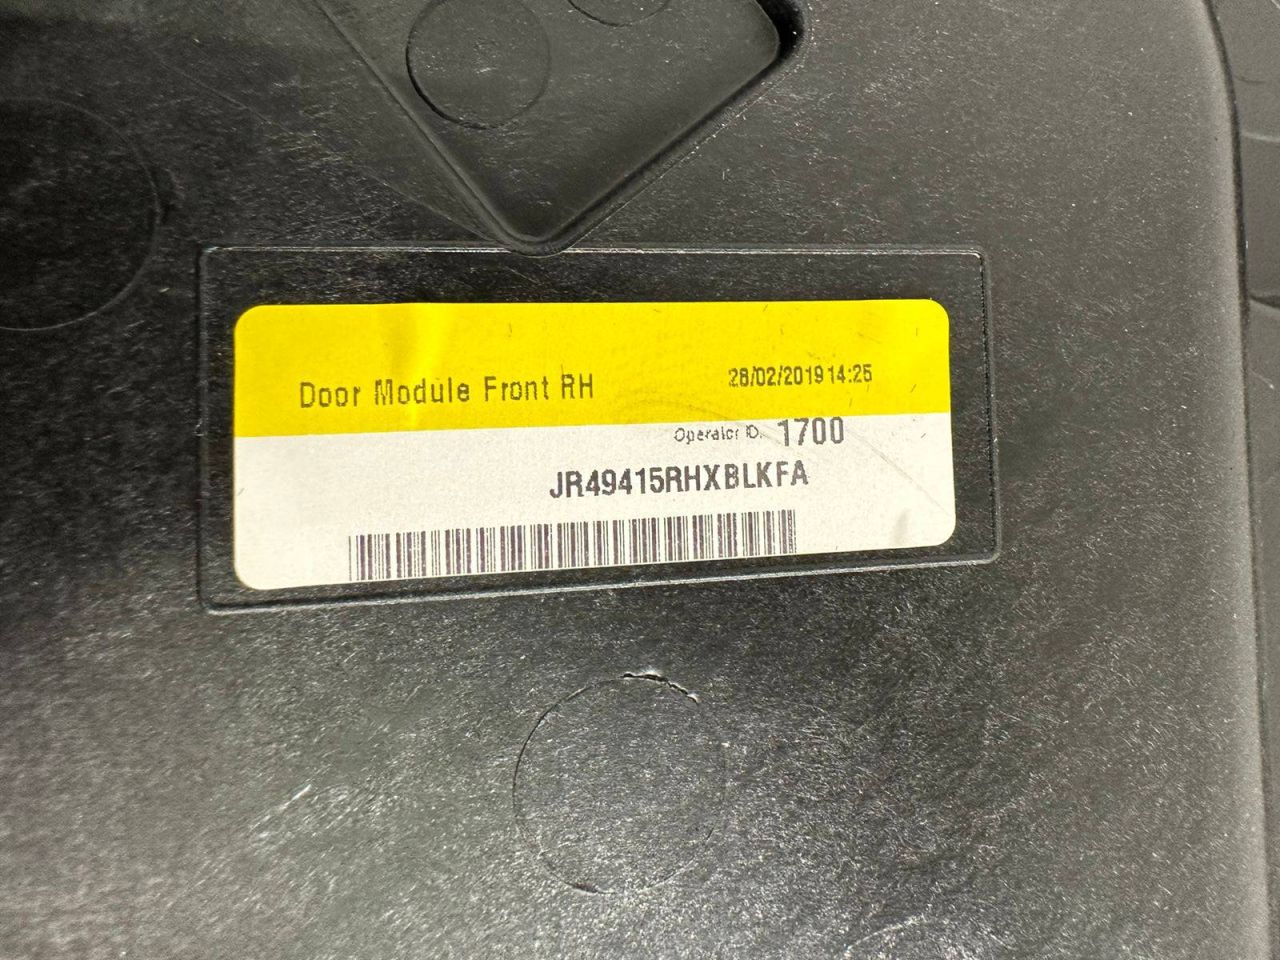 Door Module Front RH
28/02/2019 14:25
Operator ID. 1700
JR49415RHXBLKFA